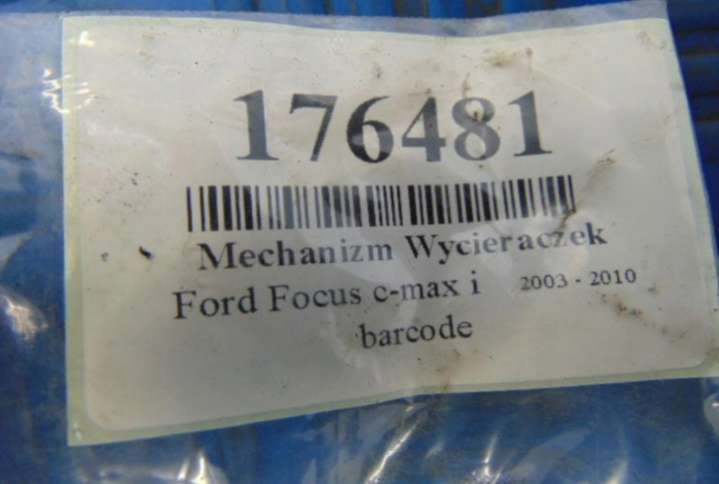 176481
Mechanizm Wycieraczek
Ford Focus c-max i 2003 - 2010
barcode